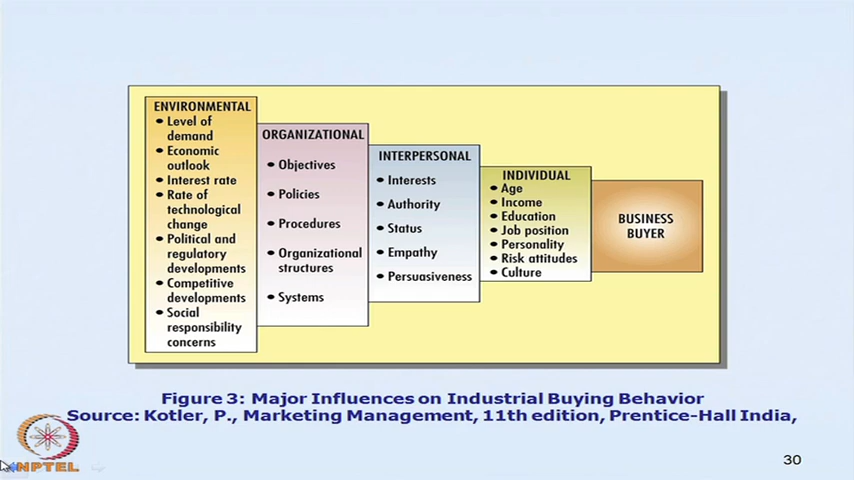 ENVIRONMENTAL
• Level of
demand
• Economic
outlook
• Interest rate
• Rate of
technological
change
• Political and
regulatory
developments
• Competitive
developments
• Social
responsibility
concerns
ORGANIZATIONAL
• Objectives
• Policies
• Procedures
• Organizational
structures
• Systems
INTERPERSONAL
• Interests
• Authority
• Status
• Empathy
• Persuasiveness
INDIVIDUAL
• Age
• Income
• Education
• Job position
• Personality
• Risk attitudes
• Culture
BUSINESS
BUYER
Figure 3: Major Influences on Industrial Buying Behavior
Source: Kotler, P., Marketing Management, 11th edition, Prentice-Hall India,
NPTEL
30